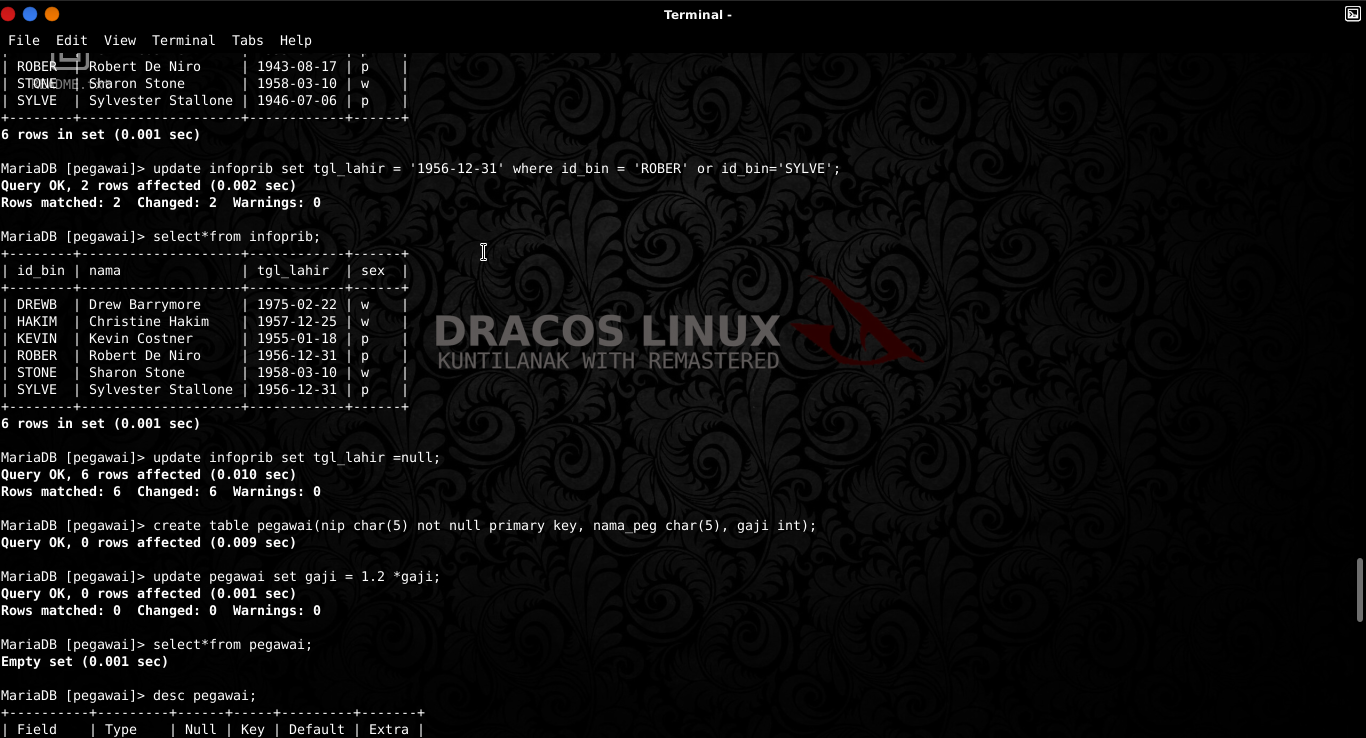 Terminal -
File Edit View Terminal Tabs Help
| ROBER  | Robert De Niro     | 1943-08-17 | p    |
| STONE  | Sharon Stone       | 1958-03-10 | w    |
| SYLVE  | Sylvester Stallone | 1946-07-06 | p    |
+--------+--------------------+------------+------+
6 rows in set (0.001 sec)
MariaDB [pegawai]> update infoprib set tgl_lahir = '1956-12-31' where id_bin = 'ROBER' or id_bin='SYLVE';
Query OK, 2 rows affected (0.002 sec)
Rows matched: 2  Changed: 2  Warnings: 0
MariaDB [pegawai]> select*from infoprib;
+--------+--------------------+------------+------+
| id_bin | nama               | tgl_lahir  | sex  |
+--------+--------------------+------------+------+
| DREWB  | Drew Barrymore     | 1975-02-22 | w    |
| HAKIM  | Christine Hakim    | 1957-12-25 | w    |
| KEVIN  | Kevin Costner      | 1955-01-18 | p    |
| ROBER  | Robert De Niro     | 1956-12-31 | p    |
| STONE  | Sharon Stone       | 1958-03-10 | w    |
| SYLVE  | Sylvester Stallone | 1956-12-31 | p    |
+--------+--------------------+------------+------+
6 rows in set (0.001 sec)
DRACOS LINUX
KUNTILANAK WITH REMASTERED
MariaDB [pegawai]> update infoprib set tgl_lahir =null;
Query OK, 6 rows affected (0.010 sec)
Rows matched: 6  Changed: 6  Warnings: 0
MariaDB [pegawai]> create table pegawai(nip char(5) not null primary key, nama_peg char(5), gaji int);
Query OK, 0 rows affected (0.009 sec)
MariaDB [pegawai]> update pegawai set gaji = 1.2 *gaji;
Query OK, 0 rows affected (0.001 sec)
Rows matched: 0  Changed: 0  Warnings: 0
MariaDB [pegawai]> select*from pegawai;
Empty set (0.001 sec)
MariaDB [pegawai]> desc pegawai;
+----------+---------+------+-----+---------+-------+
| Field    | Type    | Null | Key | Default | Extra |